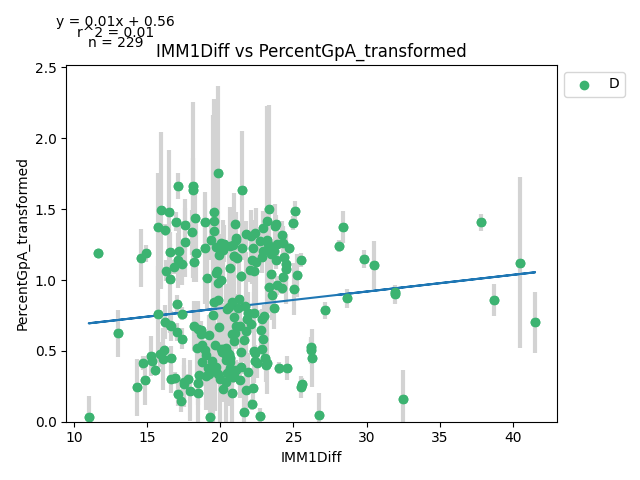 y = 0.01x + 0.56
r^2 = 0.01
n = 229
IMM1Diff vs PercentGpA_transformed
D
PercentGpA_transformed
2.5
2.0
1.5
1.0
0.5
0.0
10 15 20 25 30 35 40
IMM1Diff